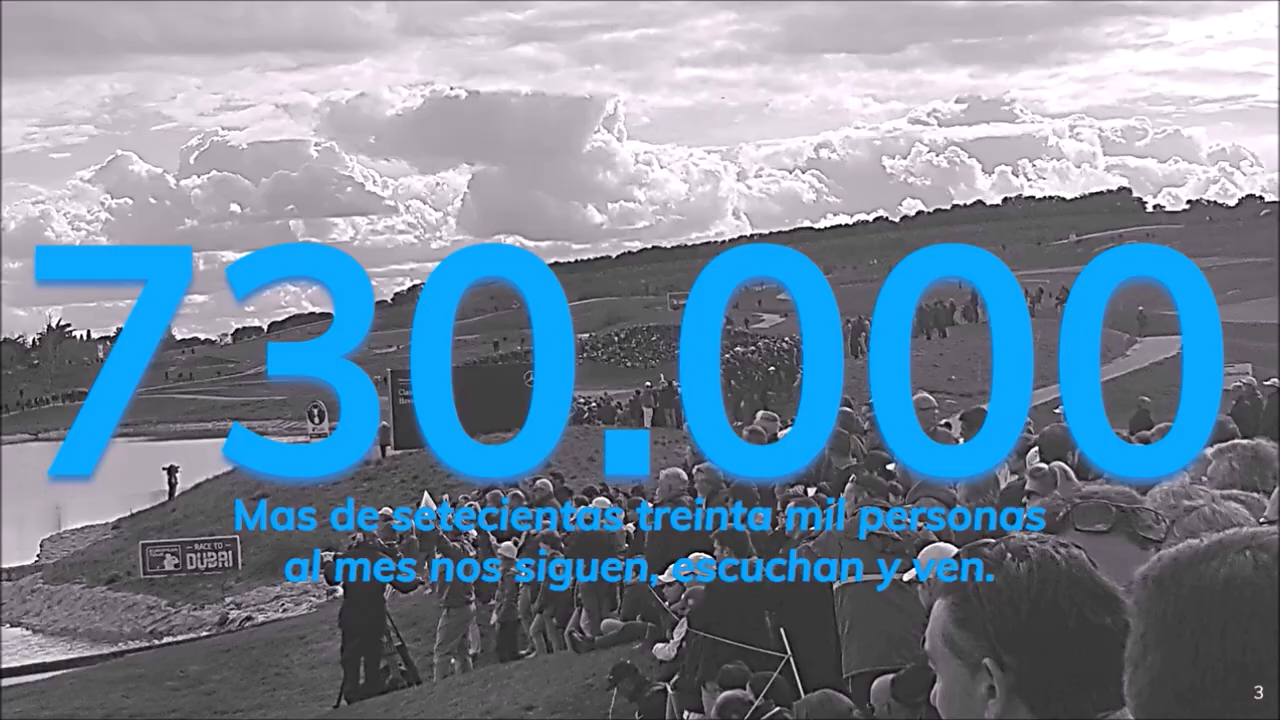 730.000
Mas de setecientas treinta mil personas
al mes nos siguen, escuchan y ven.
RACE TO
DUBAI
3